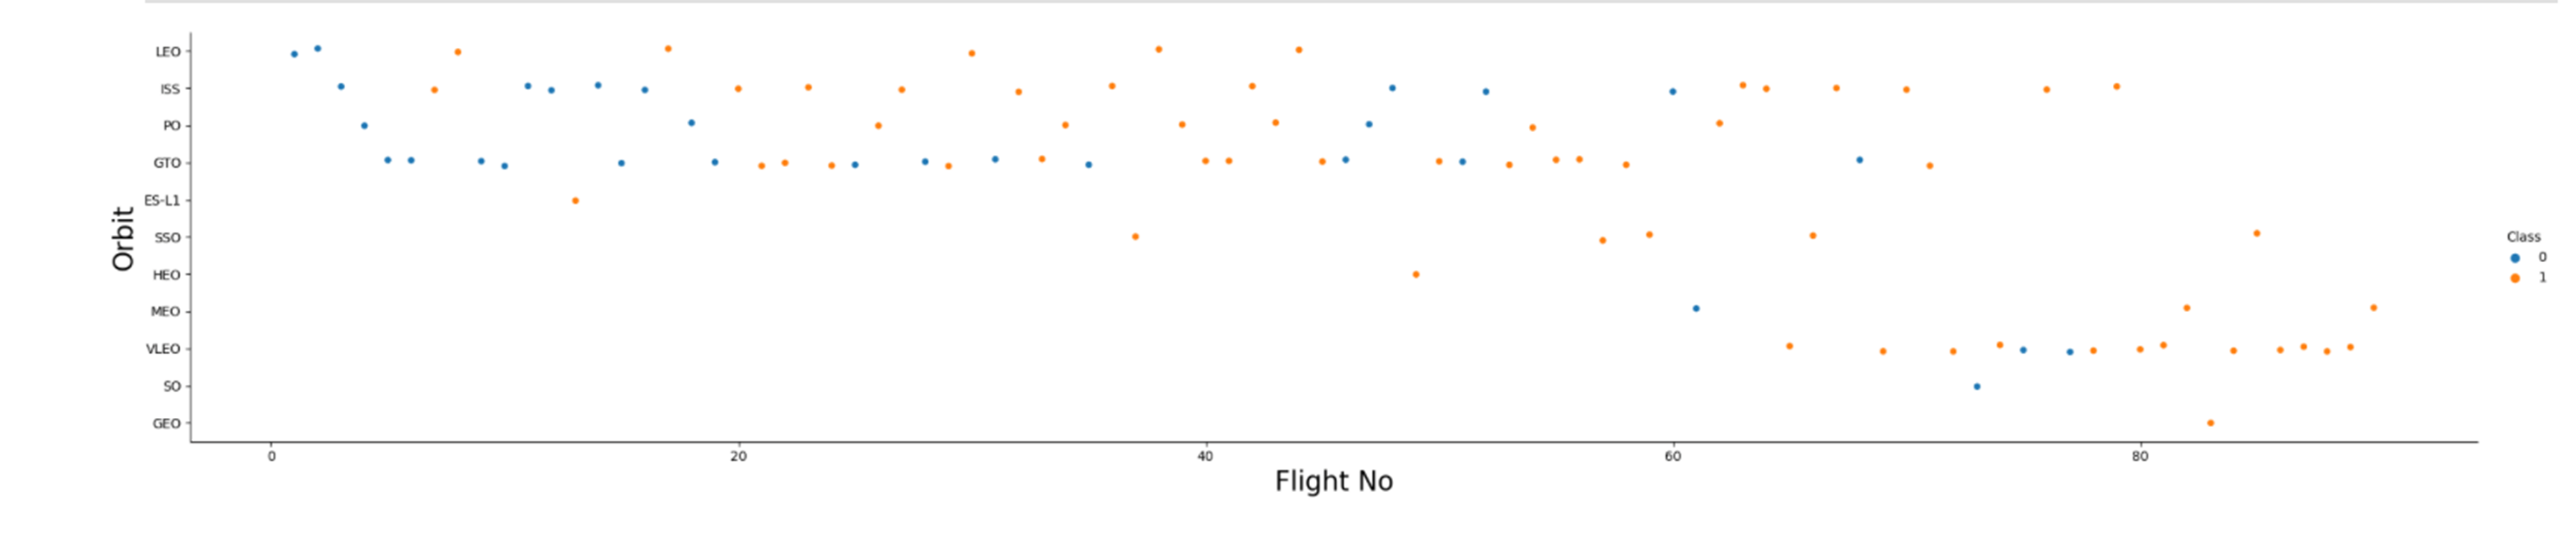 LEO
ISS
PO
GTO
ES-L1
SSO
HEO
MEO
VLEO
SO
GEO
Orbit
0 20 40 60 80
Flight No
Class
0
1